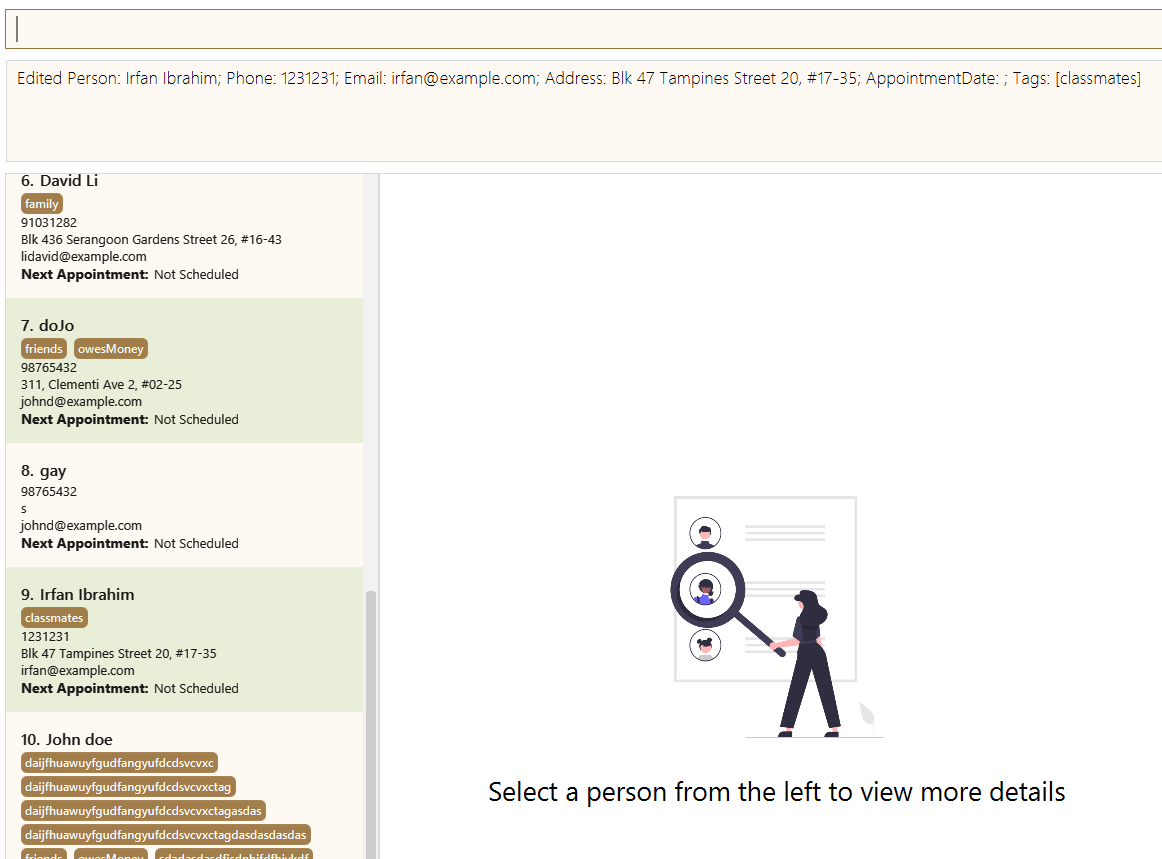 Edited Person: Irfan Ibrahim; Phone: 1231231; Email: irfan@example.com; Address: Blk 47 Tampines Street 20, #17-35; AppointmentDate: ; Tags: [classmates]
6. David Li
family
91031282
Blk 436 Serangoon Gardens Street 26, #16-43
lidavid@example.com
Next Appointment: Not Scheduled
7. doJo
friends owesMoney
98765432
311, Clementi Ave 2, #02-25
johnd@example.com
Next Appointment: Not Scheduled
8. gay
98765432
s
johnd@example.com
Next Appointment: Not Scheduled
9. Irfan Ibrahim
classmates
1231231
Blk 47 Tampines Street 20, #17-35
irfan@example.com
Next Appointment: Not Scheduled
10. John doe
daijfhuawuyfgudfangyufdcdsvcvxc
daijfhuawuyfgudfangyufdcdsvcvxctag
daijfhuawuyfgudfangyufdcdsvcvxctagasdas
daijfhuawuyfgudfangyufdcdsvcvxctagdasdasdasdas
friends owesMoney
Select a person from the left to view more details